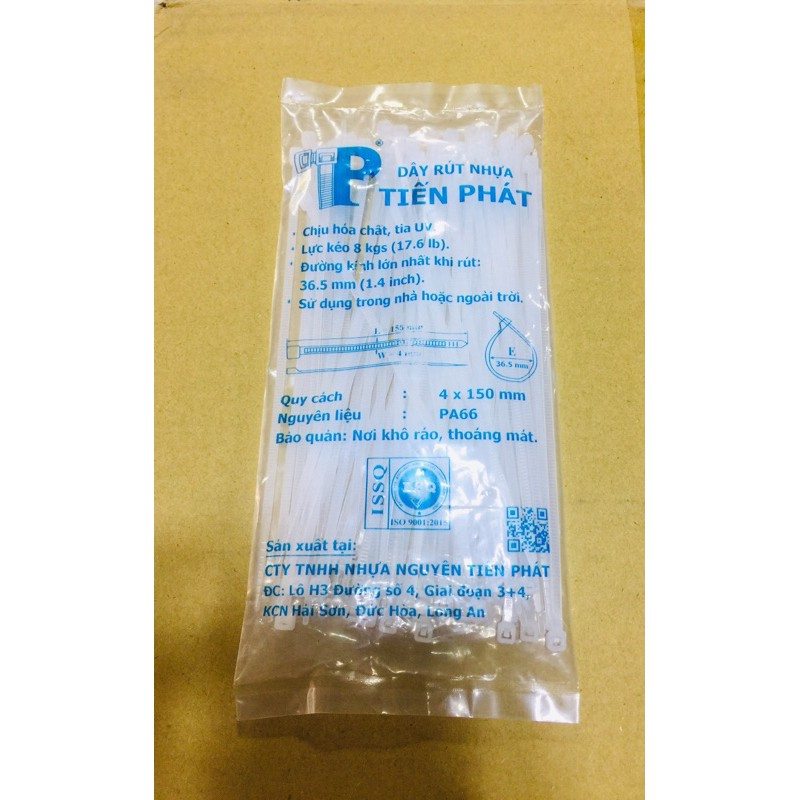 TP®
DÂY RÚT NHỰA
TIẾN PHÁT
• Chịu hóa chất, tia UV.
• Lực kéo 8 kgs (17.6 lb).
• Đường kính lớn nhất khi rút:
36.5 mm (1.4 inch).
• Sử dụng trong nhà hoặc ngoài trời.
L = 155 mm
W = 4 mm
E
36.5 mm
Quy cách : 4 x 150 mm
Nguyên liệu : PA66
Bảo quản: Nơi khô ráo, thoáng mát.
ISSQ
ISO 9001:2015
Sản xuất tại:
CTY TNHH NHỰA NGUYÊN TIẾN PHÁT
ĐC: Lô H3 Đường số 4, Giai đoạn 3+4,
KCN Hải Sơn, Đức Hòa, Long An